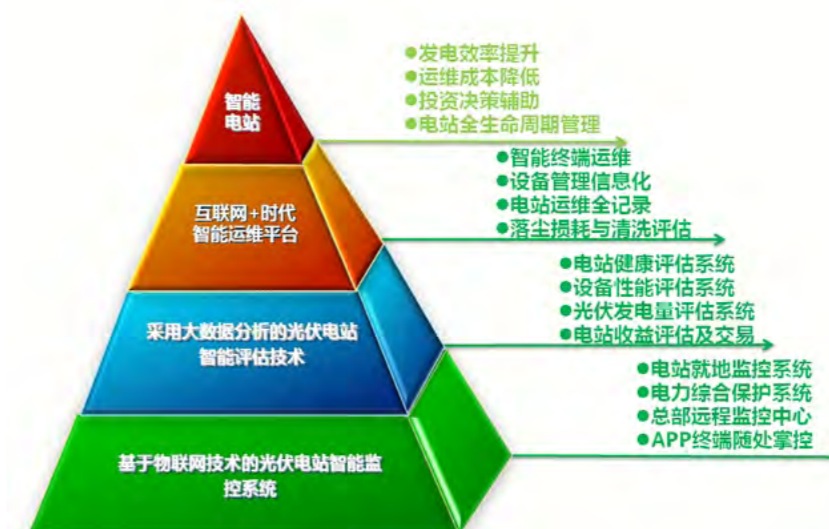 智能
电站
●发电效率提升
●运维成本降低
●投资决策辅助
●电站全生命周期管理
互联网+时代
智能运维平台
●智能终端运维
●设备管理信息化
●电站运维全记录
●落尘损耗与清洗评估
采用大数据分析的光伏电站
智能评估技术
●电站健康评估系统
●设备性能评估系统
●光伏发电量评估系统
●电站收益评估及交易
基于物联网技术的光伏电站智能监
控系统
●电站就地监控系统
●电力综合保护系统
●总部远程监控中心
●APP终端随处掌控